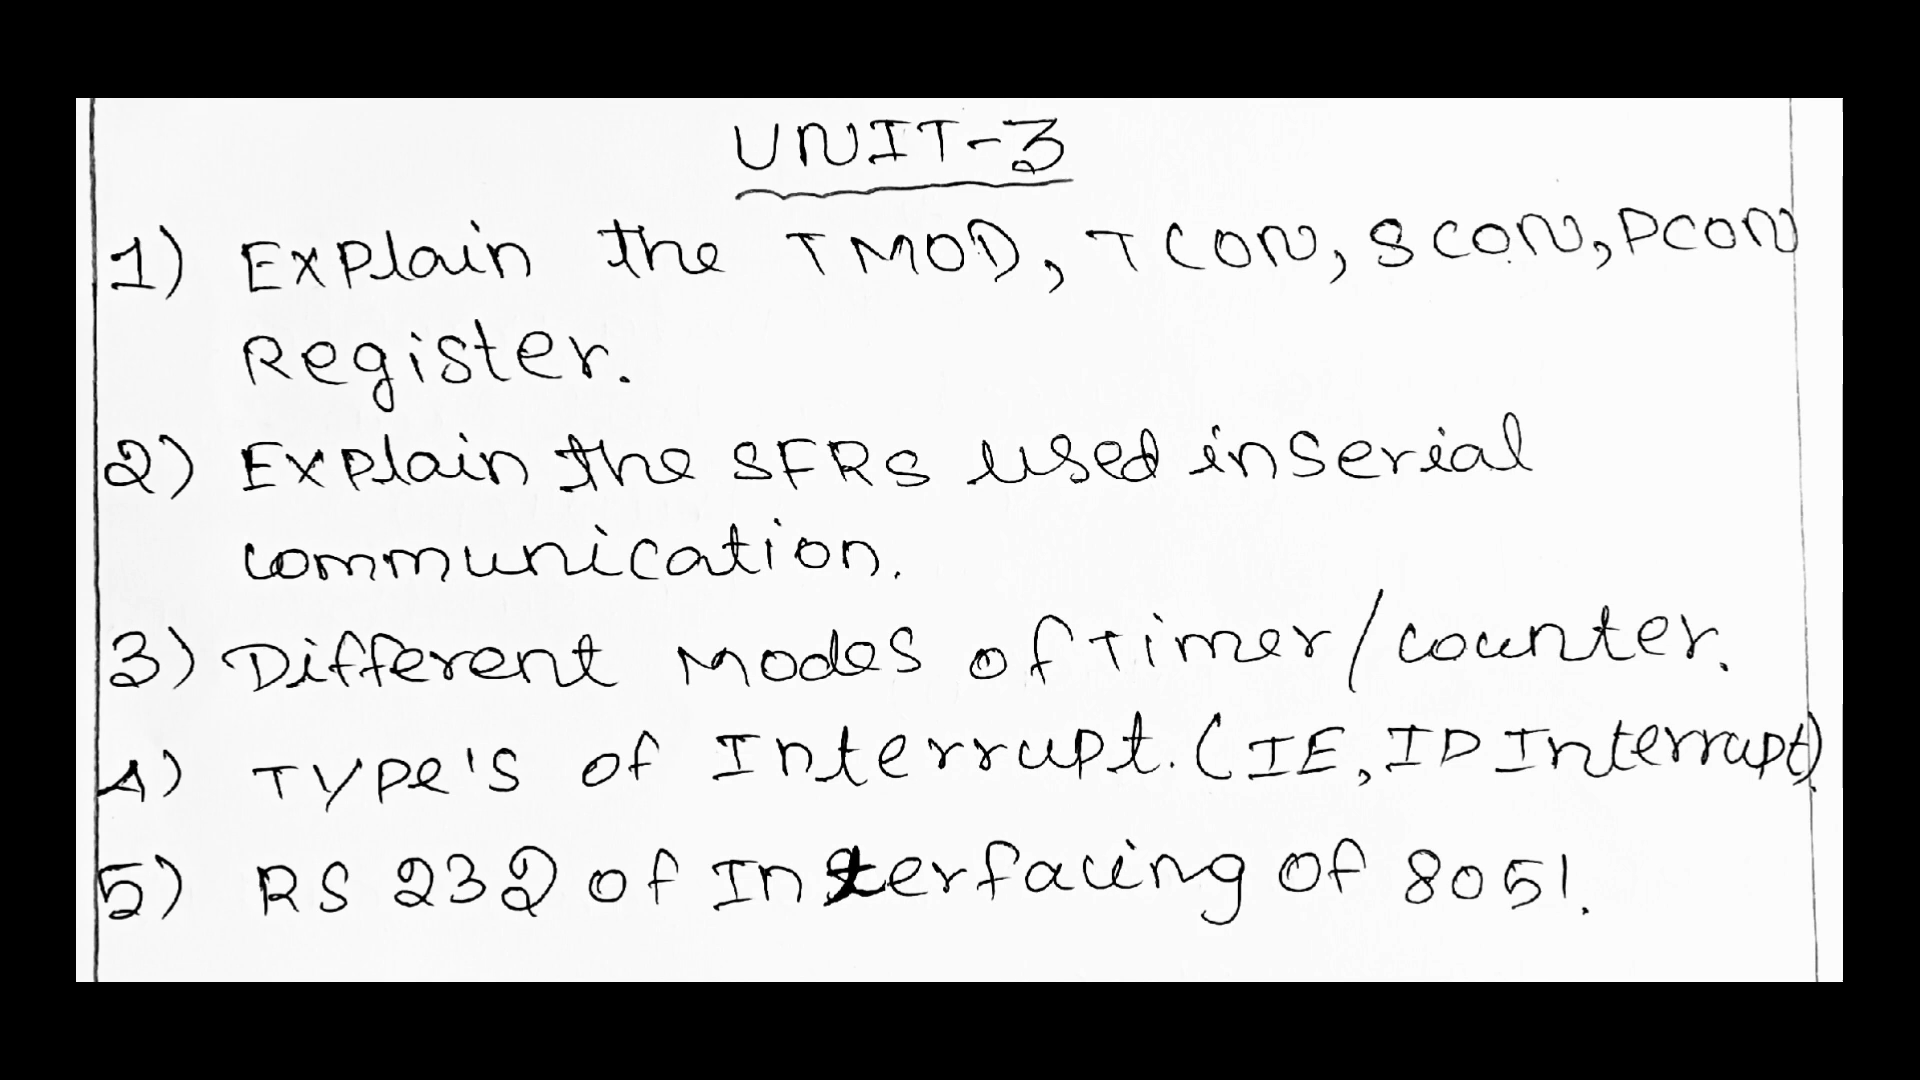 UNIT-3
1) Explain the TMOD, TCON, SCON, PCON
Register.
2) Explain the SFRs used in serial
communication.
3) Different Modes of Timer/counter.
4) Type's of Interrupt. (IE, IP Interrupt)
5) RS 232 of Interfacing of 8051.